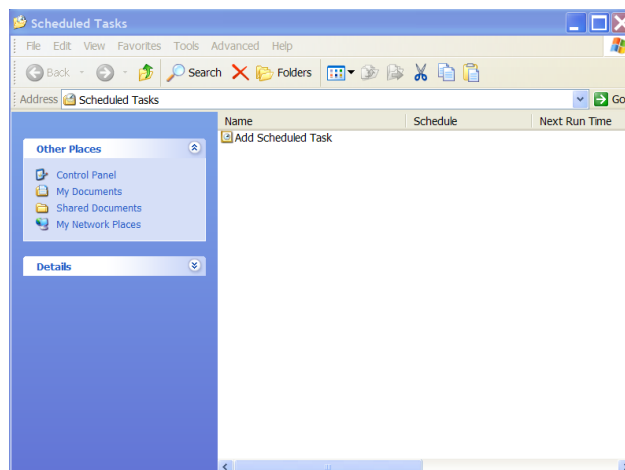 Scheduled Tasks
File Edit View Favorites Tools Advanced Help
Back Search Folders
Address Scheduled Tasks Go
Name Schedule Next Run Time
Add Scheduled Task
Other Places
Control Panel
My Documents
Shared Documents
My Network Places
Details